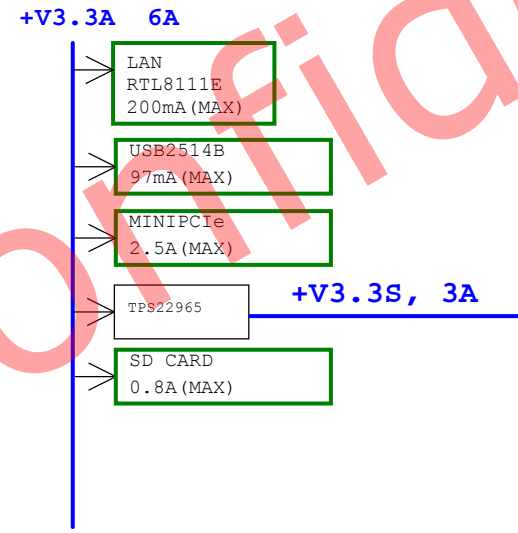 +V3.3A 6A
LAN
RTL8111E
200mA(MAX)
USB2514B
97mA(MAX)
MINIPCIe
2.5A(MAX)
TPS22965
+V3.3S, 3A
SD CARD
0.8A(MAX)
onfid